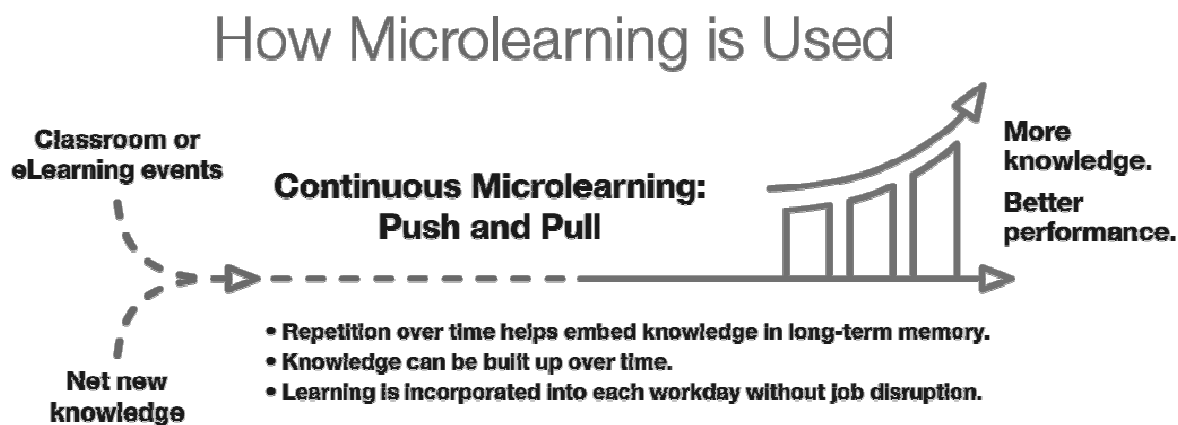 How Microlearning is Used
Classroom or
eLearning events
Continuous Microlearning:
Push and Pull
More
knowledge.
Better
performance.
• Repetition over time helps embed knowledge in long-term memory.
• Knowledge can be built up over time.
• Learning is incorporated into each workday without job disruption.
Net new
knowledge